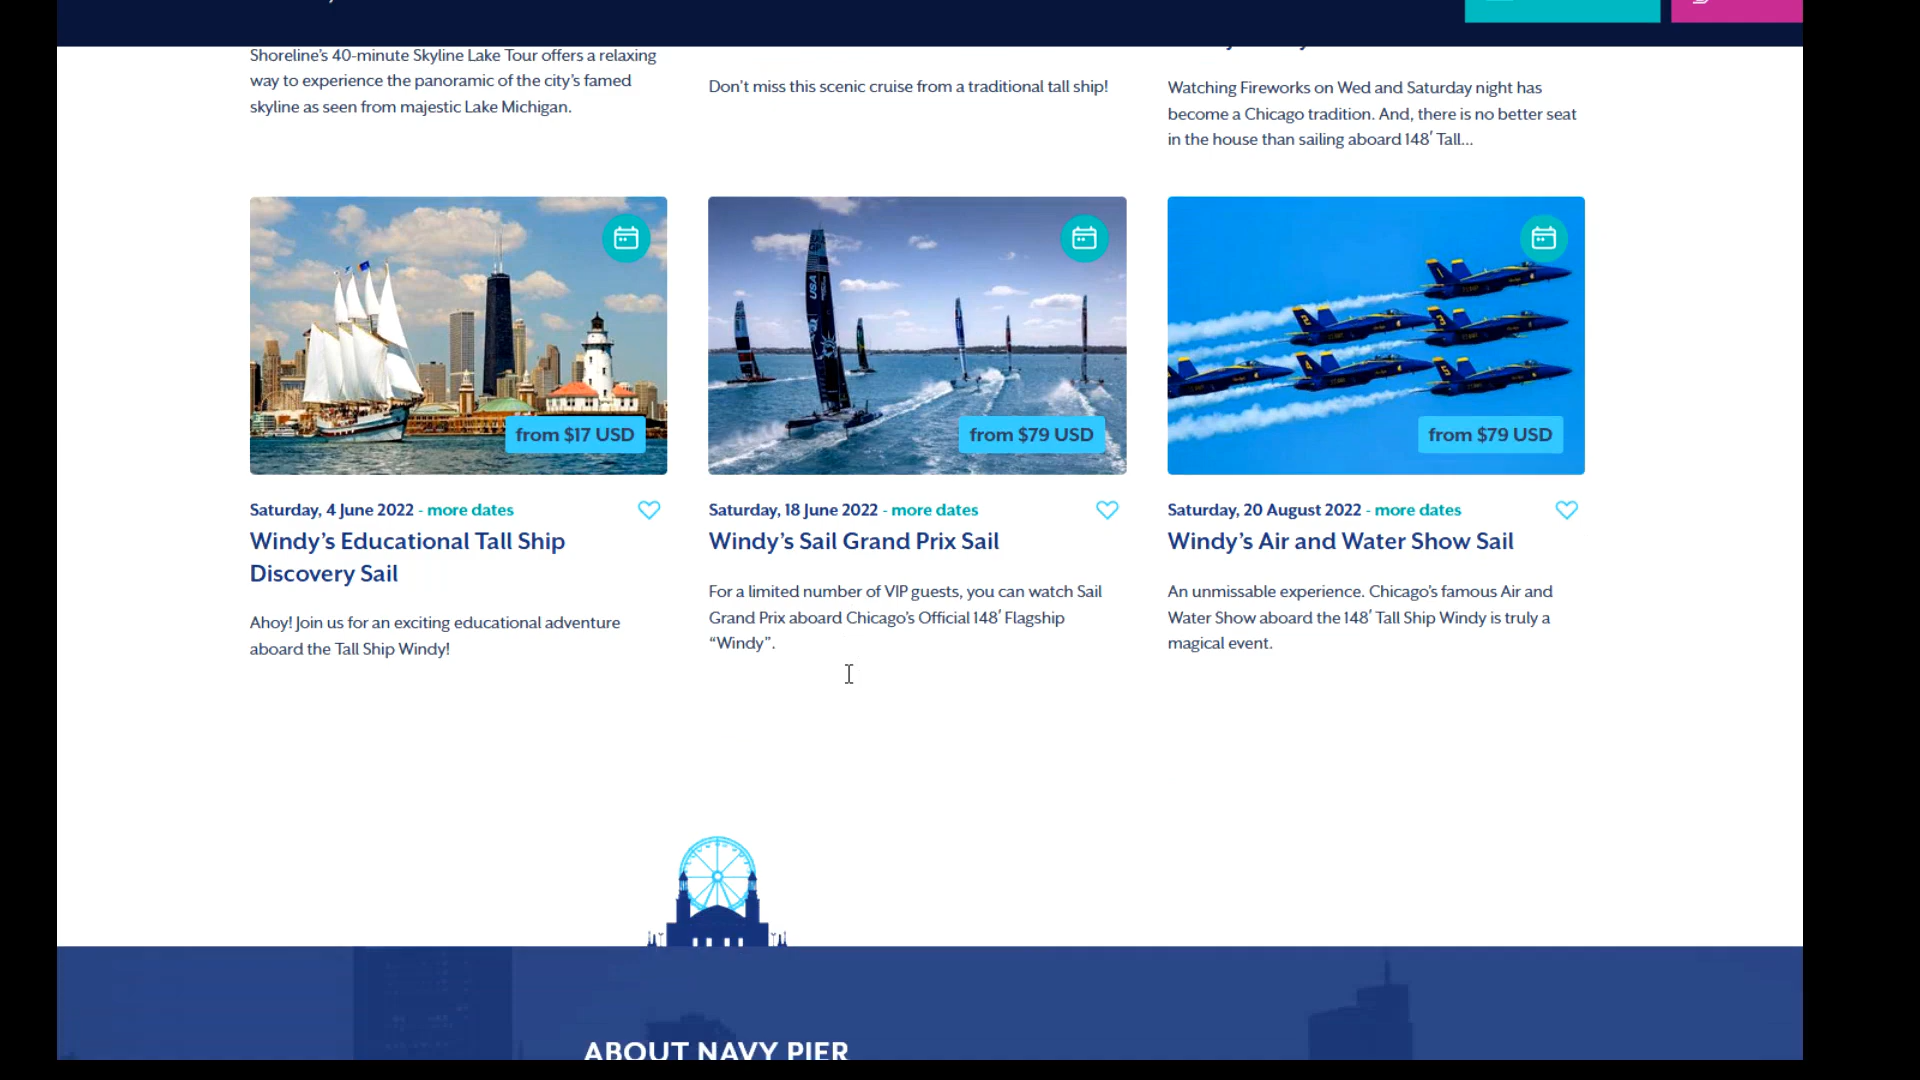 Shoreline's 40-minute Skyline Lake Tour offers a relaxing
way to experience the panoramic of the city's famed
skyline as seen from majestic Lake Michigan.
Don't miss this scenic cruise from a traditional tall ship!
Watching Fireworks on Wed and Saturday night has
become a Chicago tradition. And, there is no better seat
in the house than sailing aboard 148′ Tall...
from $17 USD
Saturday, 4 June 2022 - more dates
Windy's Educational Tall Ship
Discovery Sail
Ahoy! Join us for an exciting educational adventure
aboard the Tall Ship Windy!
USA
from $79 USD
Saturday, 18 June 2022 - more dates
Windy's Sail Grand Prix Sail
For a limited number of VIP guests, you can watch Sail
Grand Prix aboard Chicago's Official 148′ Flagship
“Windy”.
from $79 USD
Saturday, 20 August 2022 - more dates
Windy's Air and Water Show Sail
An unmissable experience. Chicago's famous Air and
Water Show aboard the 148′ Tall Ship Windy is truly a
magical event.
ABOUT NAVY PIER